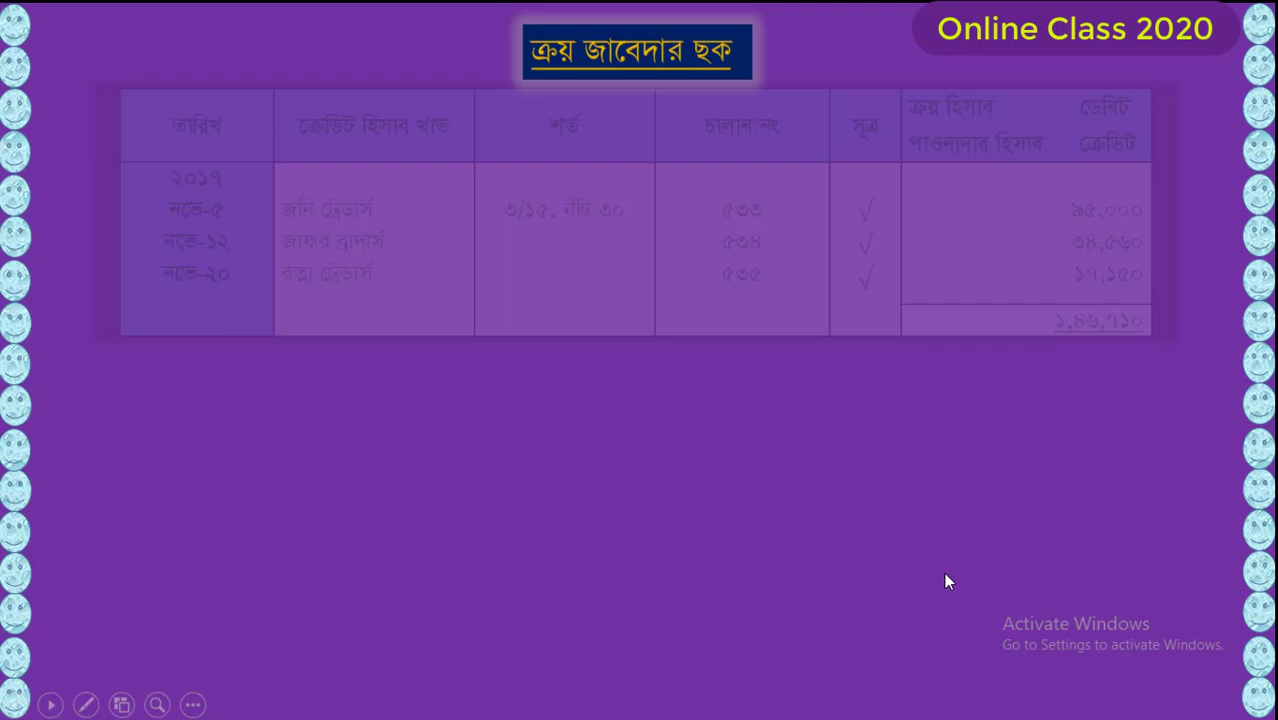 Online Class 2020
ক্রয় জাবেদার ছক
তারিখ ক্রেডিট হিসাব খাত শর্ত চালান নং সূত্র ক্রয় হিসাব ডেবিট
পাওনাদার হিসাব ক্রেডিট
২০১৭
নভে-৫ জনি ট্রেডার্স ৩/১৫, নীট ৩০ ৫৩৩ √ ৯৫,০০০
নভে-১২ জাফর ব্রাদার্স ৫৩৪ √ ৩৪,৫৬০
নভে-২০ রত্না ট্রেডার্স ৫৩৫ √ ১৭,১৫০
১,৪৬,৭১০
Activate Windows
Go to Settings to activate Windows.